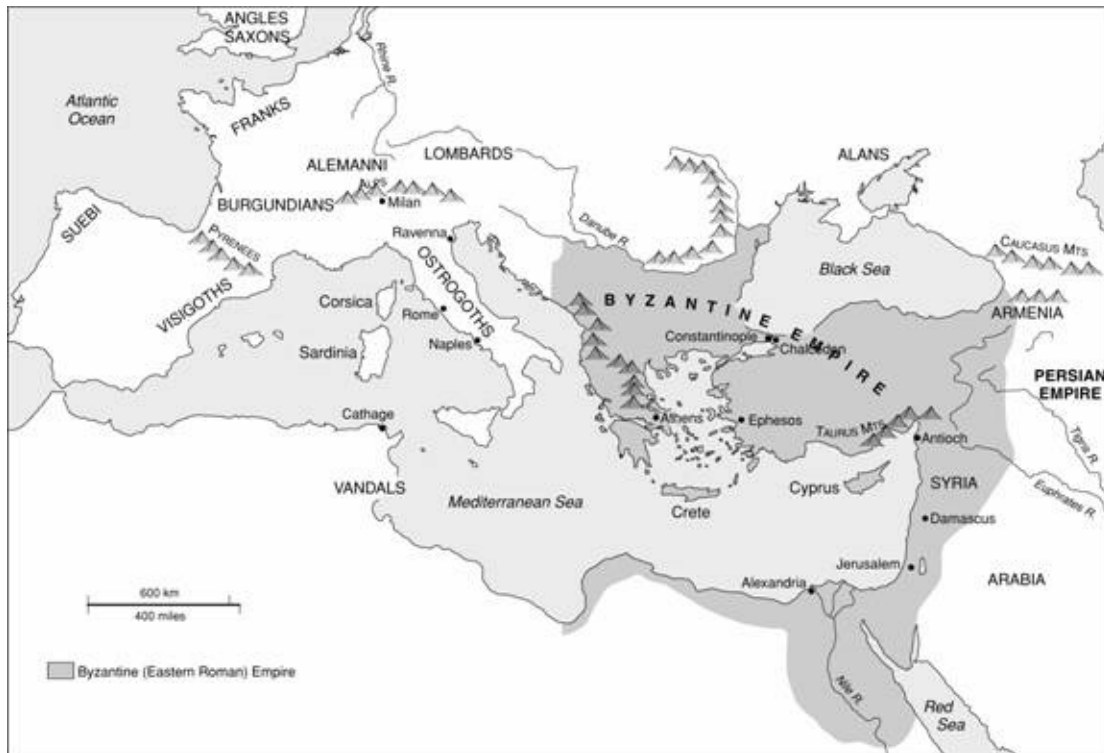 ANGLES
SAXONS
Atlantic
Ocean
Rhine R.
FRANKS
ALEMANNI
LOMBARDS
ALANS
ALPS
BURGUNDIANS
Milan
SUEBI
PYRENEES
Ravenna
Danube R.
CAUCASUS MTS.
Black Sea
VISIGOTHS
OSTROGOTHS
BYZANTINE EMPIRE
ARMENIA
Corsica
Rome
Constantinople
Chalcedon
Sardinia
Naples
PERSIAN
EMPIRE
Cathage
Athens
Ephesos
TAURUS MTS.
Antioch
Tigris R.
VANDALS
Mediterranean Sea
Cyprus
SYRIA
Euphrates R.
Crete
Damascus
Jerusalem
ARABIA
Alexandria
600 km
400 miles
Byzantine (Eastern Roman) Empire
Nile R.
Red
Sea